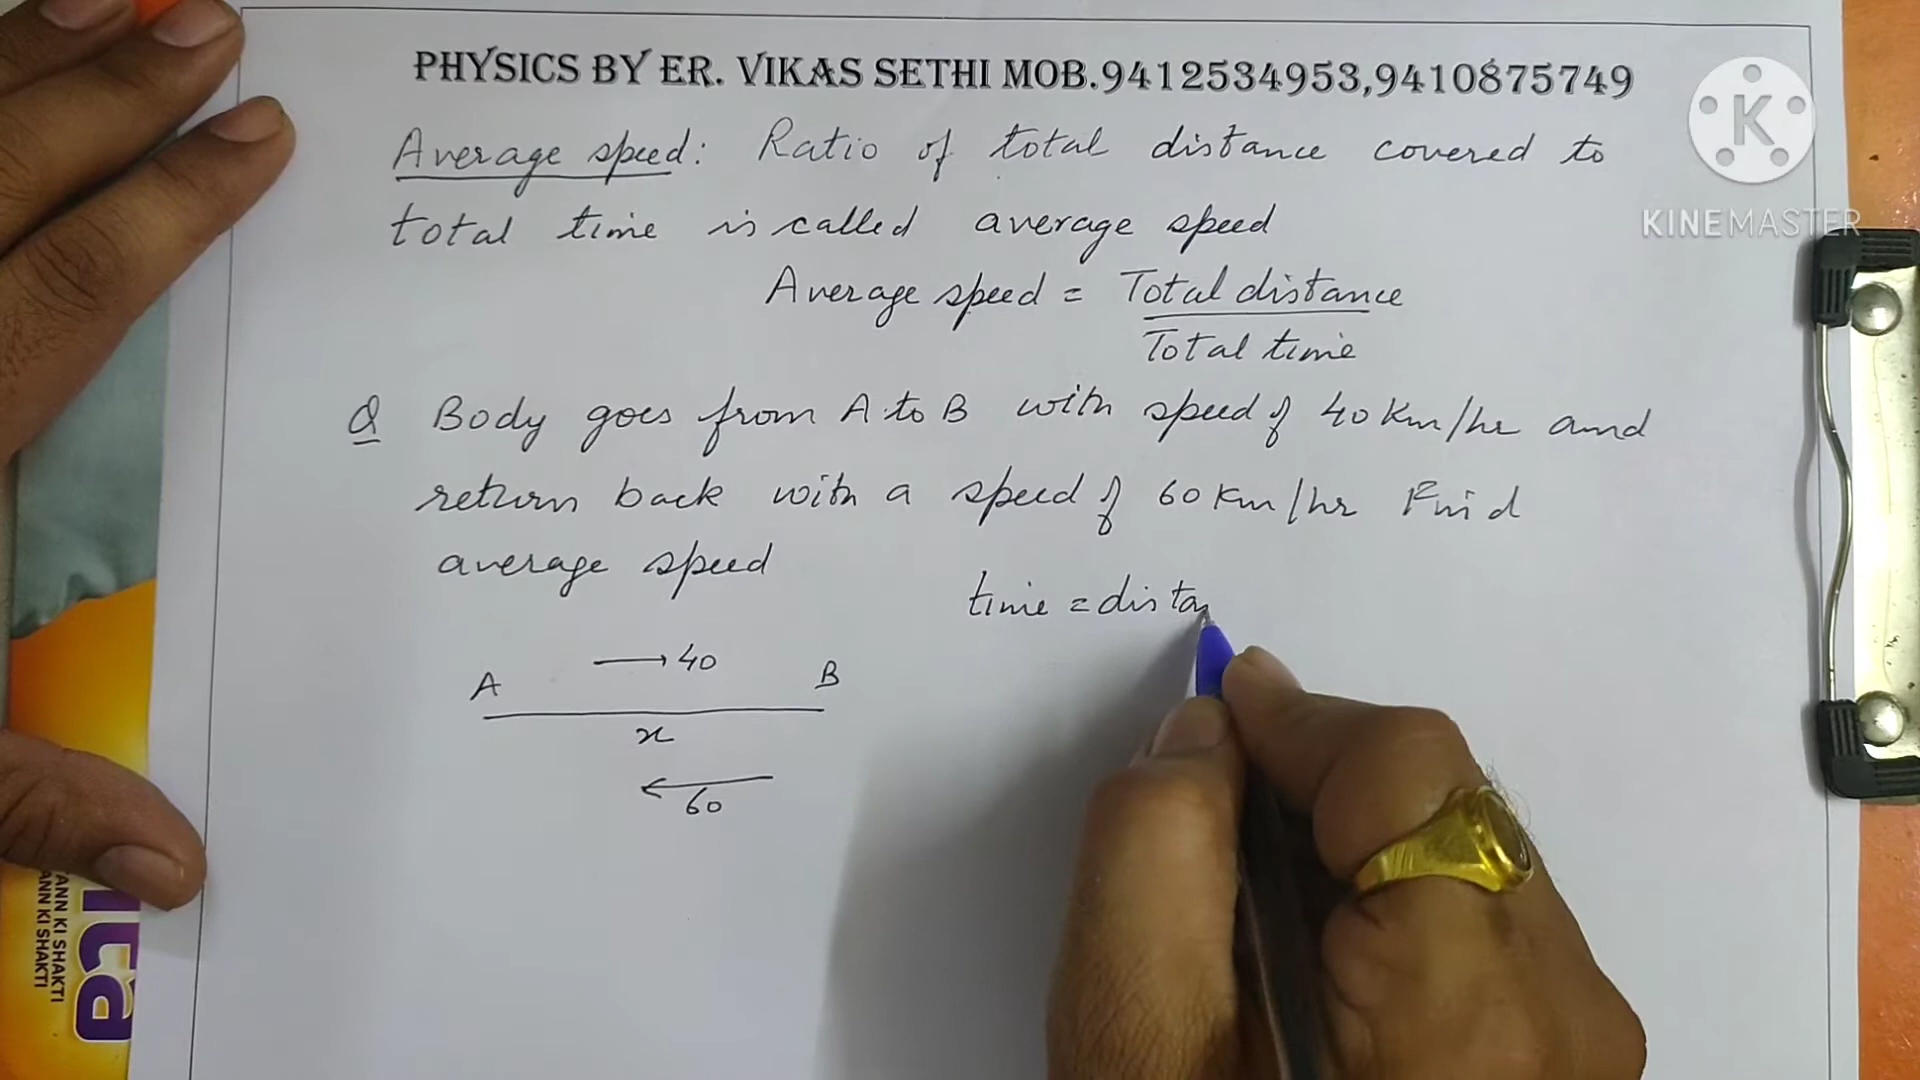 PHYSICS BY ER. VIKAS SETHI MOB.9412534953,9410875749
K
KINEMASTER
Average speed: Ratio of total distance covered to
total time is called average speed
Average speed = Total distance
Total time
Q Body goes from A to B with speed of 40 Km/hr and
return back with a speed of 60 Km/hr Find
average speed
time = dista
→ 40
A B
x
←
60
ANN KI SHAKTI
ANN KI SHAKTI
ita